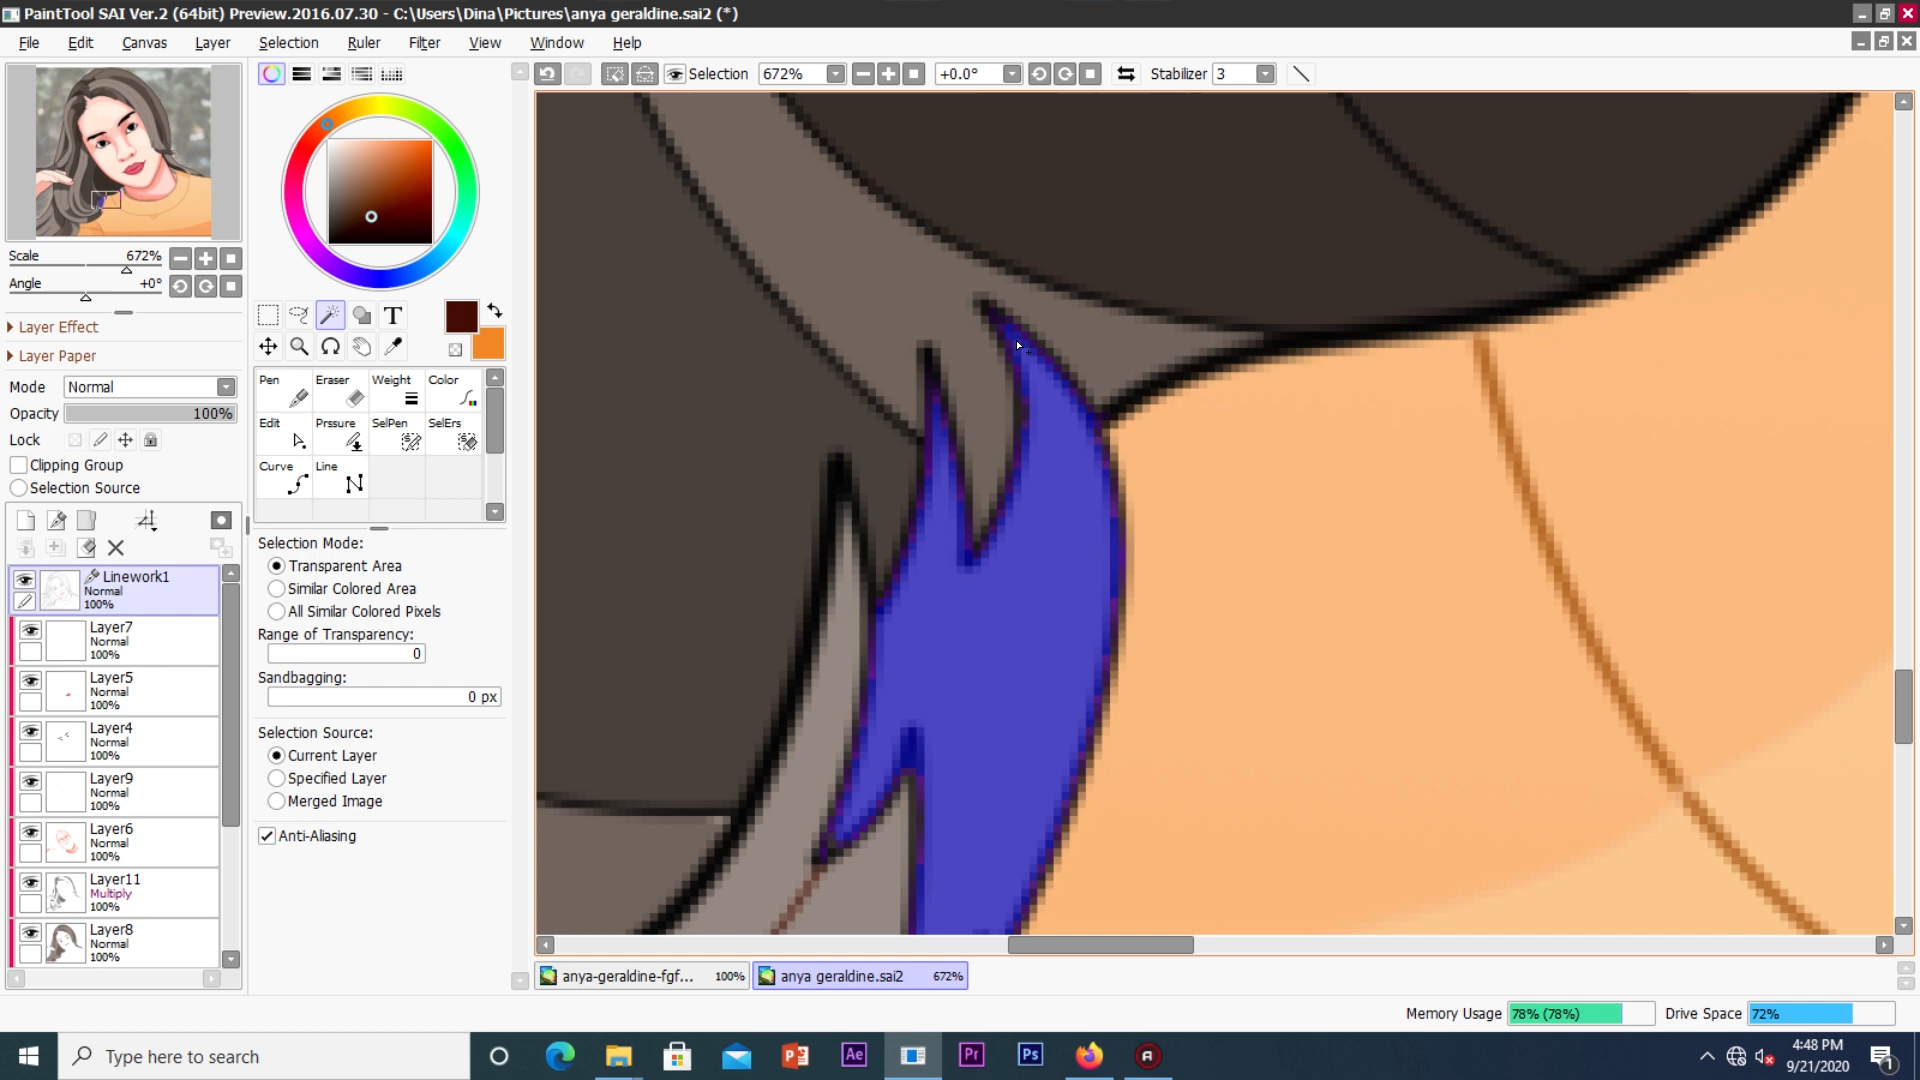 PaintTool SAI Ver.2 (64bit) Preview.2016.07.30 - C:\Users\Dina\Pictures\anya geraldine.sai2 (*)
File Edit Canvas Layer Selection Ruler Filter View Window Help
Selection 672% +0.0° Stabilizer 3
Scale 672%
Angle +0°
Layer Effect
Layer Paper
Mode Normal
Opacity 100%
Lock
Clipping Group
Selection Source
Linework1
Normal
100%
Layer7
Normal
100%
Layer5
Normal
100%
Layer4
Normal
100%
Layer9
Normal
100%
Layer6
Normal
100%
Layer11
Multiply
100%
Layer8
Normal
100%
T
Pen Eraser Weight Color
Edit Prssure SelPen SelErs
Curve Line
Selection Mode:
Transparent Area
Similar Colored Area
All Similar Colored Pixels
Range of Transparency:
0
Sandbagging:
0 px
Selection Source:
Current Layer
Specified Layer
Merged Image
Anti-Aliasing
anya-geraldine-fgf... 100% anya geraldine.sai2 672%
Memory Usage 78% (78%) Drive Space 72%
Type here to search
Ae Pr Ps
4:48 PM
9/21/2020
1